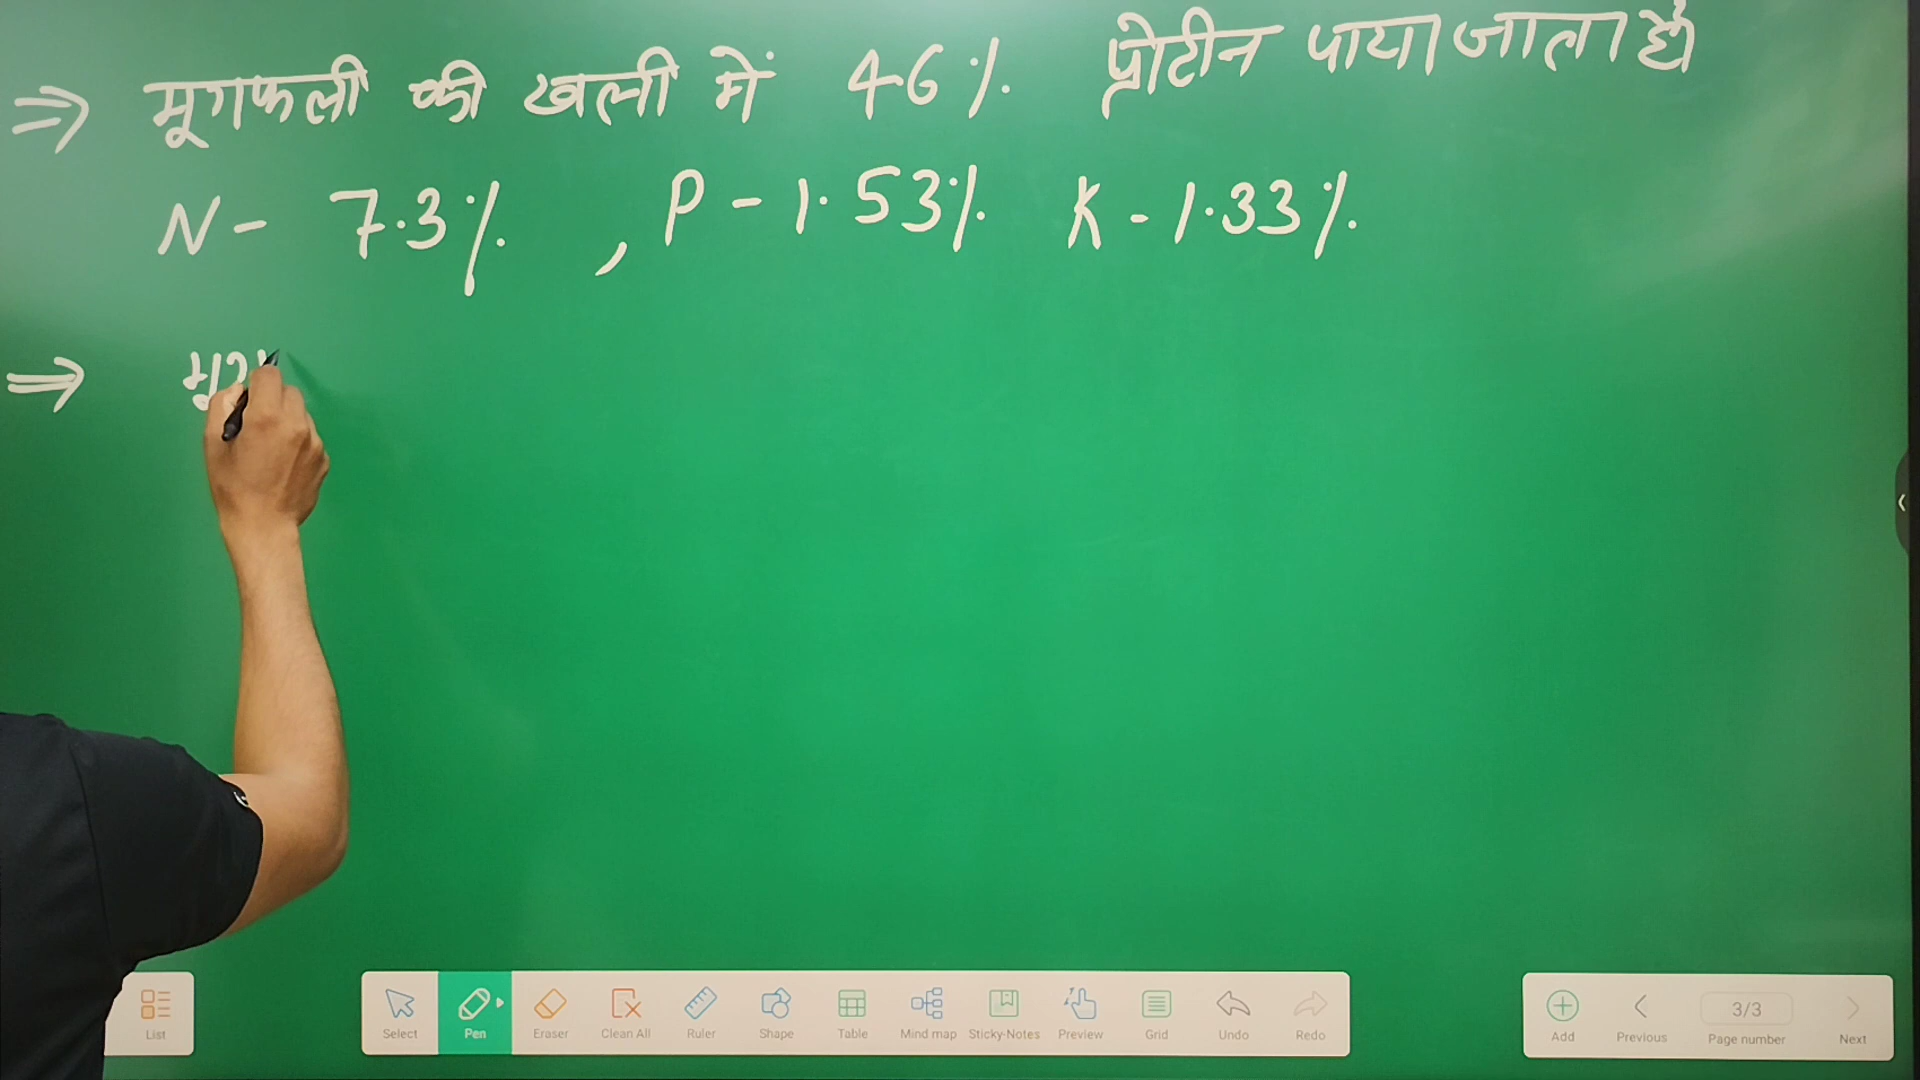 ⇒ मूगफली की खली में 46% प्रोटीन पाया जाता है
N - 7.3% , P - 1.53% K - 1.33%
⇒
List
Select Pen Eraser Clean All Ruler Shape Table Mind map Sticky-Notes Preview Grid Undo Redo
Add Previous 3/3 Page number Next